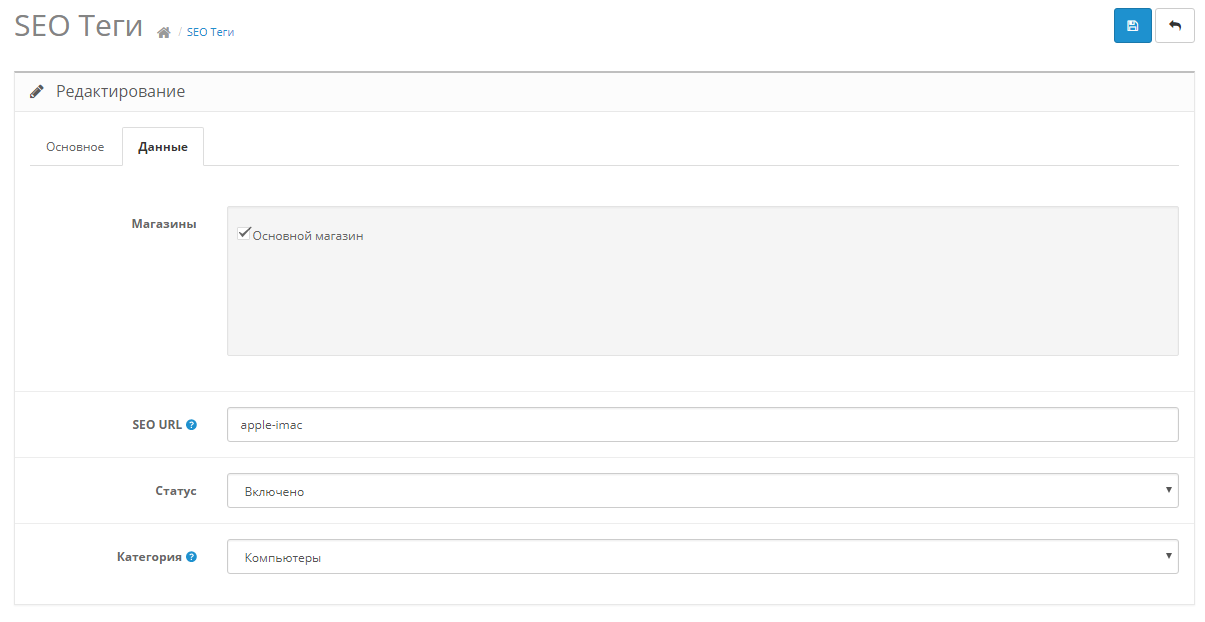 SEO Теги / SEO Теги
Редактирование
Основное Данные
Магазины
Основной магазин
SEO URL ?
apple-imac
Статус
Включено
Категория ?
Компьютеры